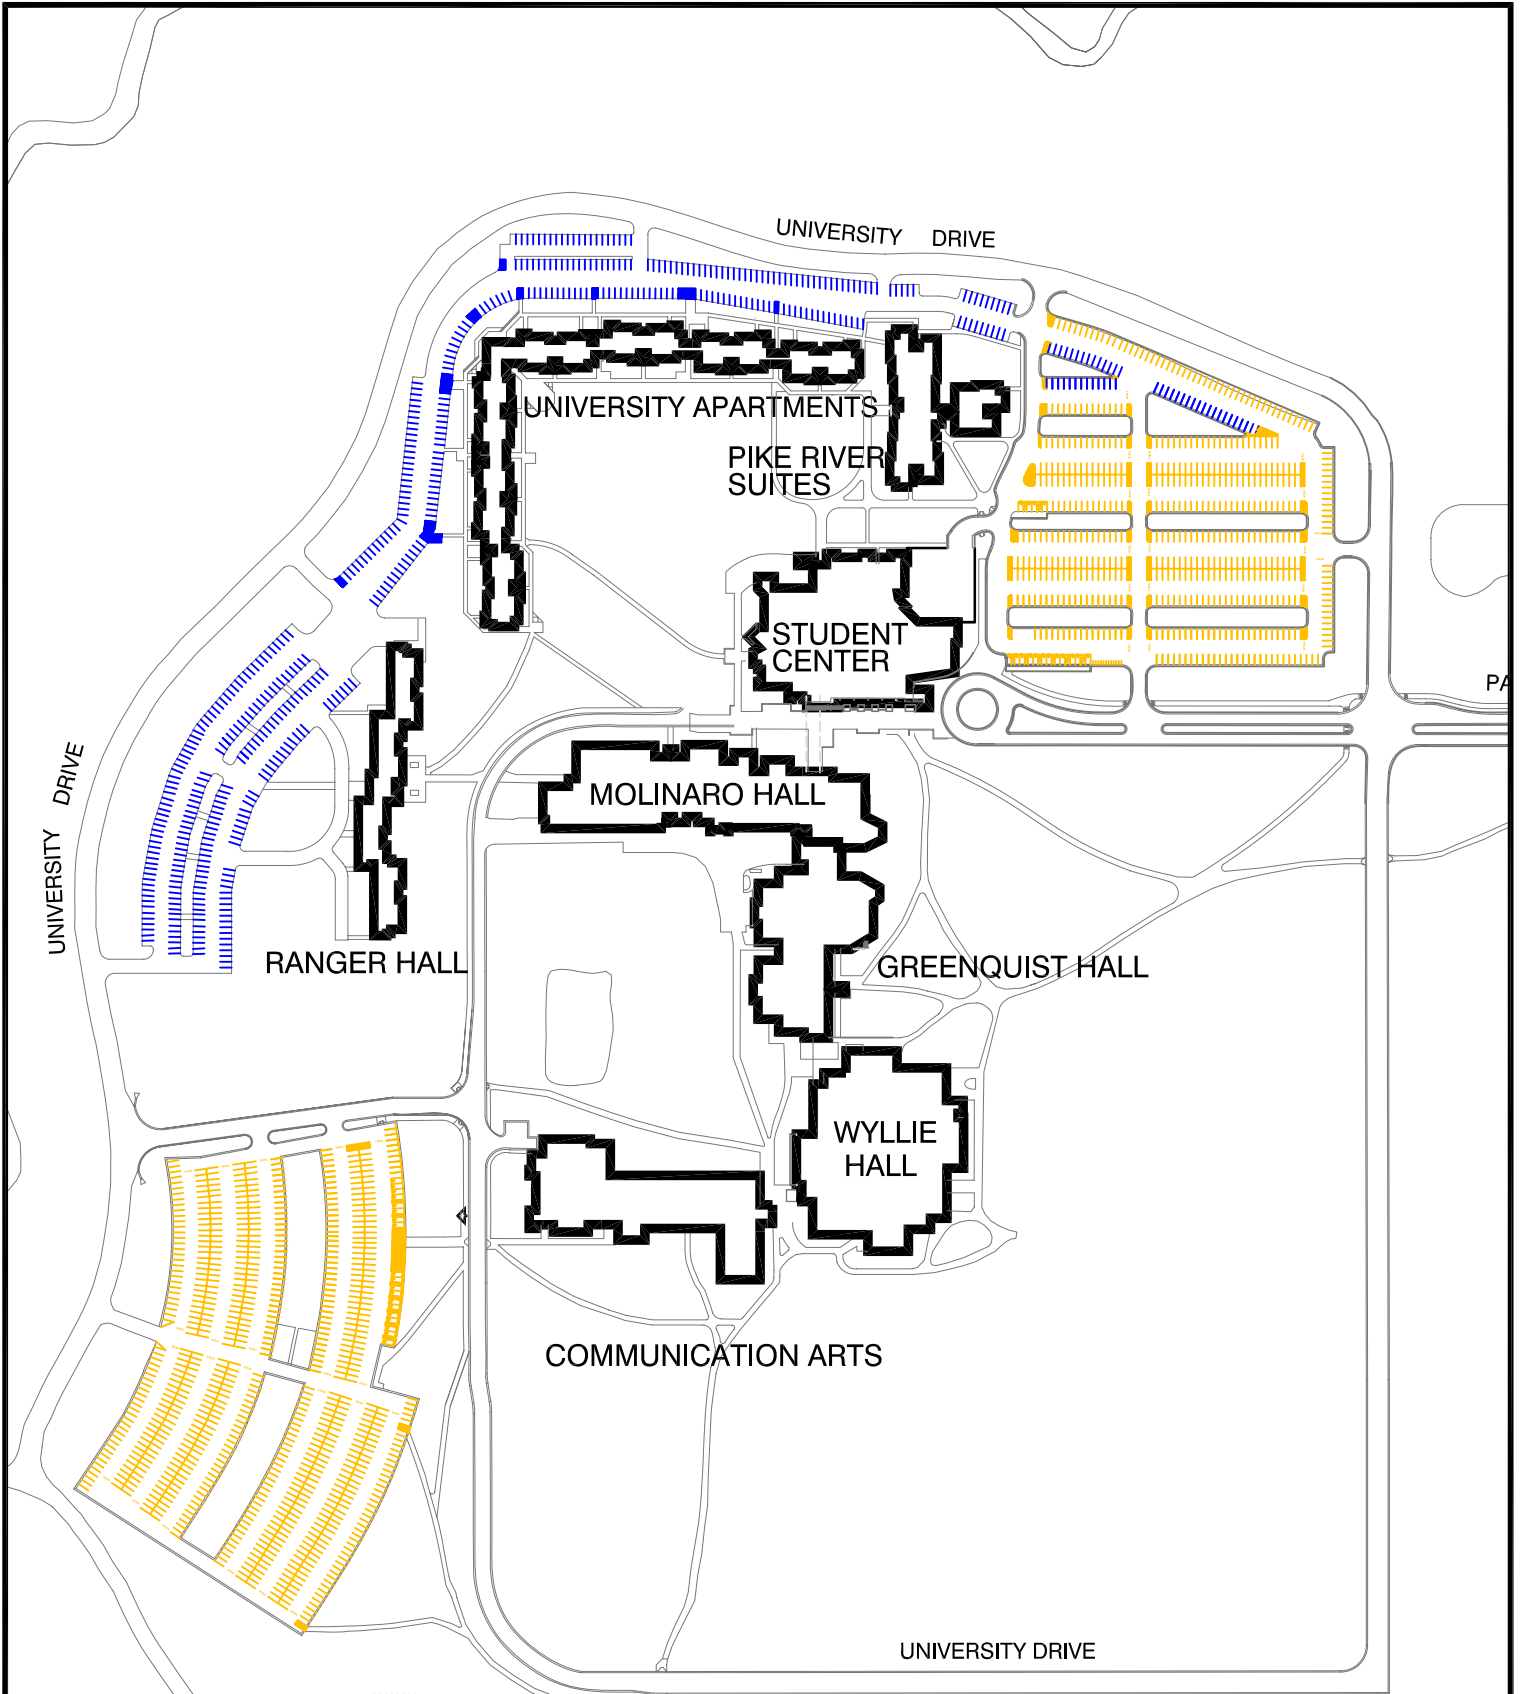 UNIVERSITY DRIVE
UNIVERSITY APARTMENTS
PIKE RIVER
SUITES
STUDENT
CENTER
PA
UNIVERSITY DRIVE
MOLINARO HALL
RANGER HALL
GREENQUIST HALL
WYLLIE
HALL
COMMUNICATION ARTS
UNIVERSITY DRIVE